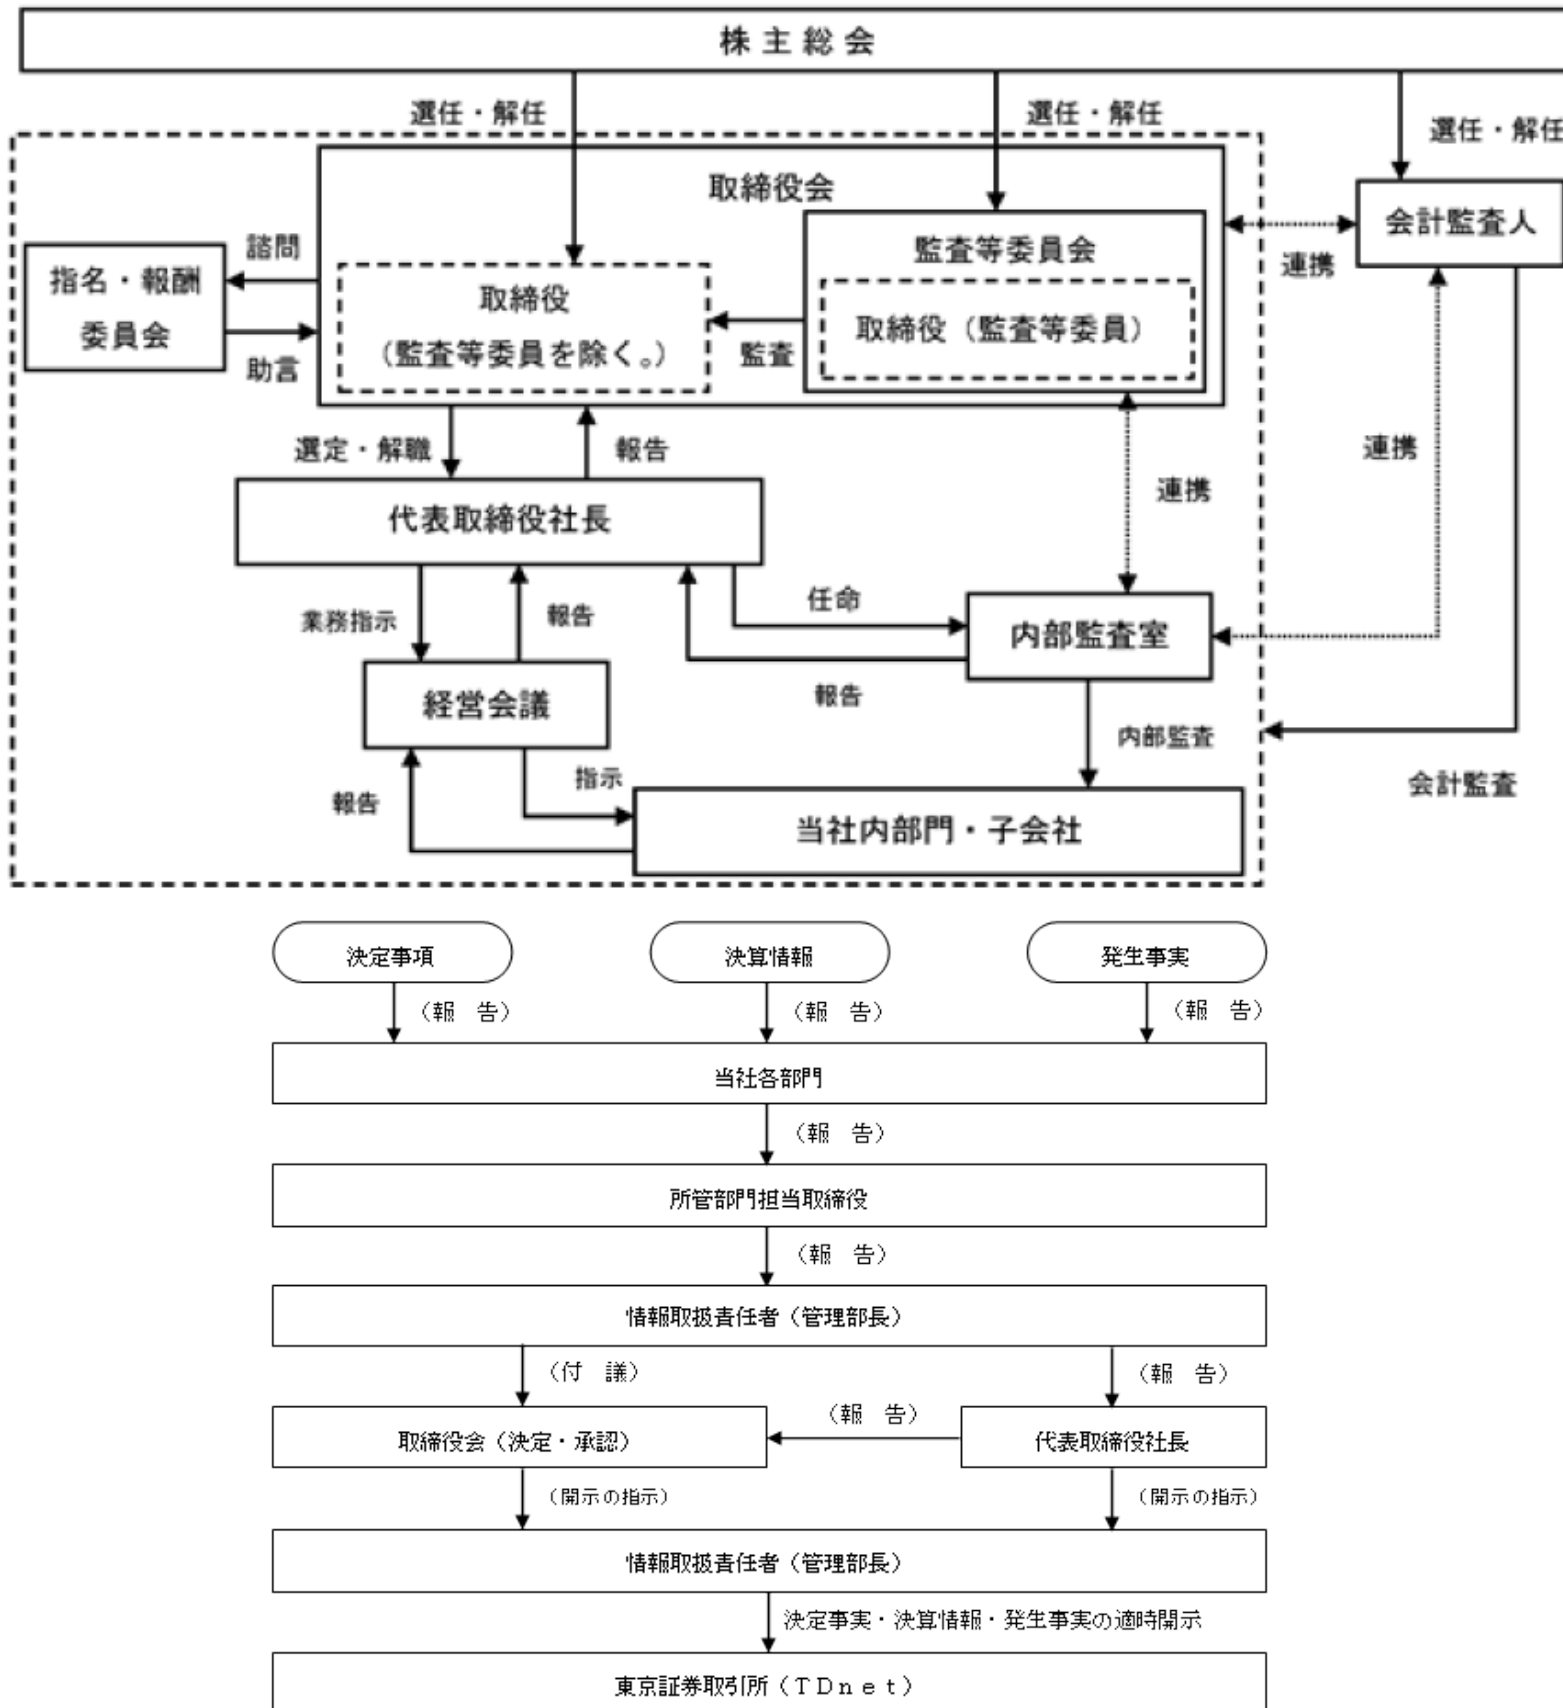 株主総会
選任・解任
選任・解任
選任・解任
取締役会
会計監査人
監査等委員会
諮問
連携
指名・報酬
委員会
取締役
（監査等委員を除く。）
取締役（監査等委員）
監査
助言
選定・解職
報告
連携
連携
代表取締役社長
任命
業務指示
報告
内部監査室
報告
経営会議
内部監査
指示
報告
会計監査
当社内部門・子会社
決定事項
決算情報
発生事実
（報　告）
（報　告）
（報　告）
当社各部門
（報　告）
所管部門担当取締役
（報　告）
情報取扱責任者（管理部長）
（付　議）
（報　告）
（報　告）
取締役会（決定・承認）
代表取締役社長
（開示の指示）
（開示の指示）
情報取扱責任者（管理部長）
決定事実・決算情報・発生事実の適時開示
東京証券取引所（ＴＤｎｅｔ）